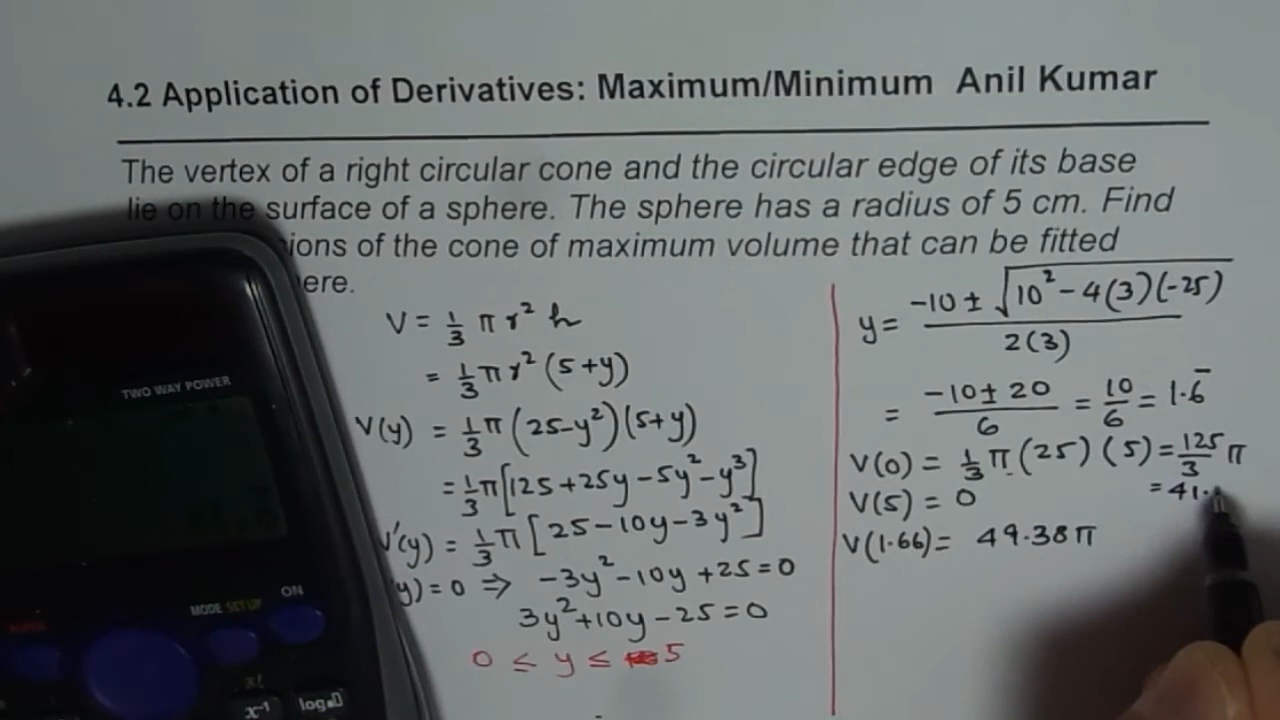 4.2 Application of Derivatives: Maximum/Minimum Anil Kumar
The vertex of a right circular cone and the circular edge of its base
lie on the surface of a sphere. The sphere has a radius of 5 cm. Find
ions of the cone of maximum volume that can be fitted
ere.
V = 1/3 π r² h
= 1/3 π r² (5+y)
V(y) = 1/3 π (25-y²)(5+y)
= 1/3 π [125+25y-5y²-y³]
V'(y) = 1/3 π [25-10y-3y²]
y) = 0 ⇒ -3y²-10y+25=0
3y²+10y-25=0
0 ≤ y ≤ 5
y = (-10 ± √(10²-4(3)(-25))) / 2(3)
= (-10 ± 20) / 6 = 10/6 = 1.6̄
V(0) = 1/3 π (25)(5) = 125/3 π
= 41.
V(5) = 0
V(1.66) = 49.38π
TWO WAY POWER
MODE SETUP
ON
x!
x⁻¹
log